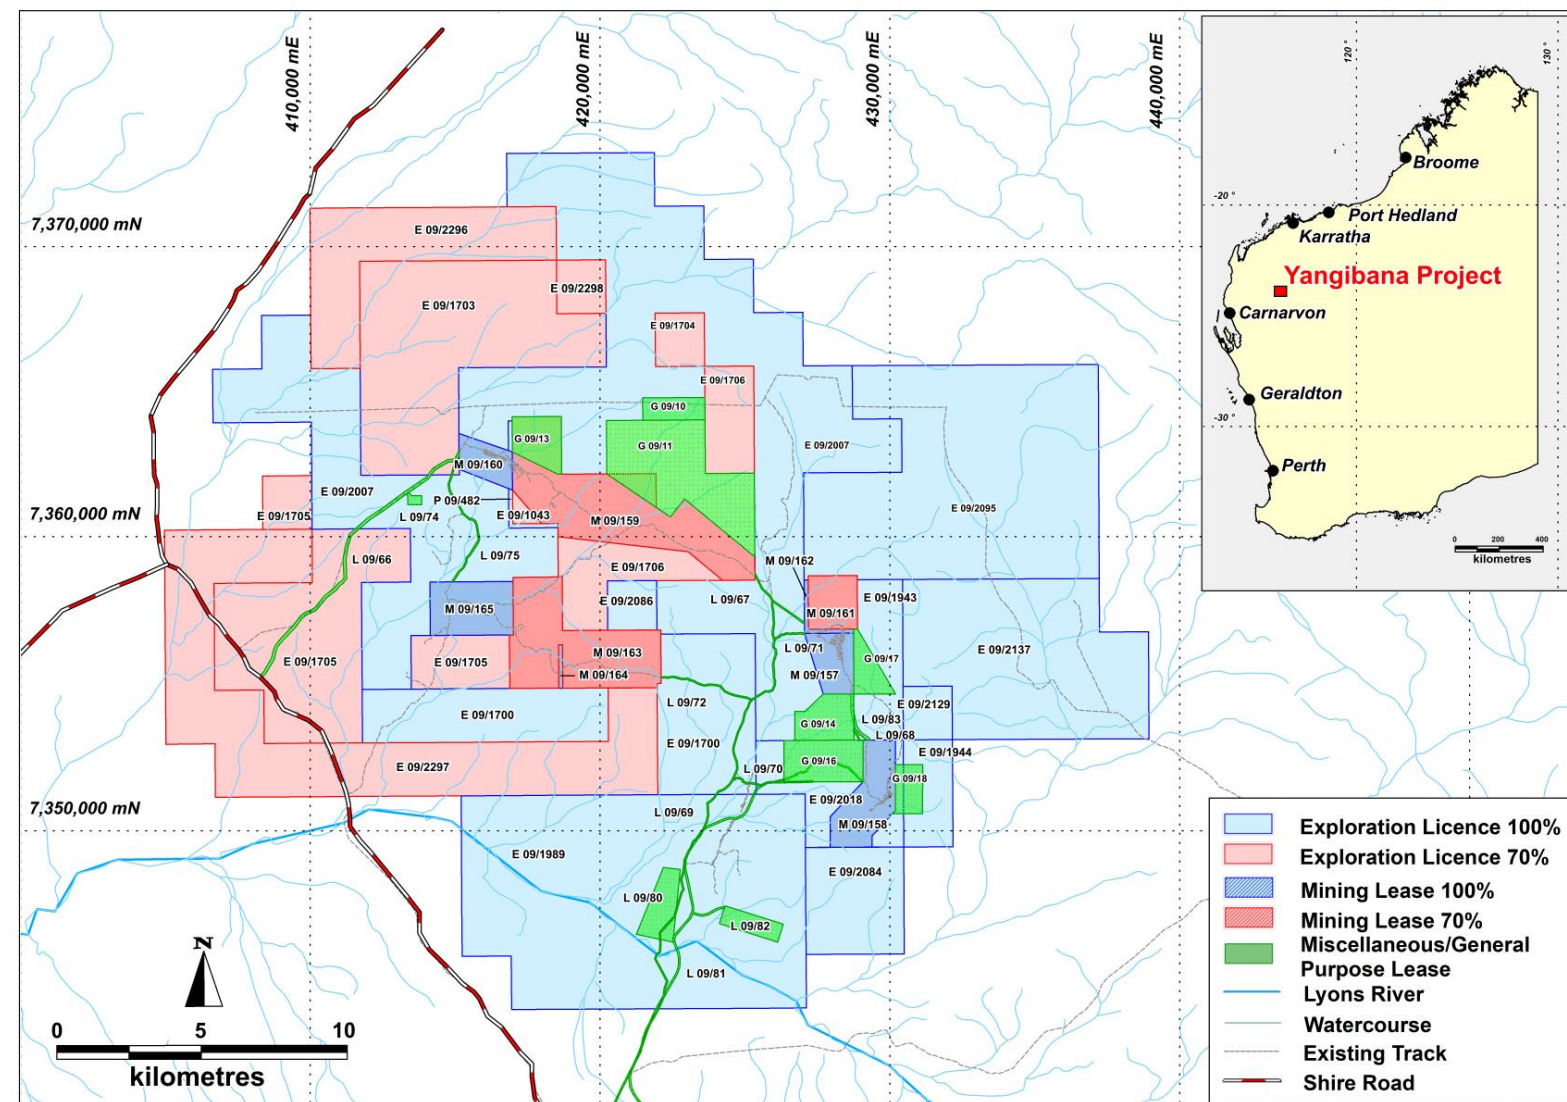 410,000 mE
420,000 mE
430,000 mE
440,000 mE
120 °
130 °
Broome
-20 °
Port Hedland
Karratha
Yangibana Project
Carnarvon
Geraldton
-30 °
Perth
0 200 400
kilometres
7,370,000 mN
E 09/2296
E 09/2298
E 09/1703
E 09/1704
E 09/1706
G 09/10
G 09/13
G 09/11
E 09/2007
M 09/160
E 09/2007
P 09/482
7,360,000 mN
E 09/1705
L 09/74
E 09/1043
M 09/159
E 09/2095
L 09/66
L 09/75
E 09/1706
M 09/162
E 09/2086
L 09/67
E 09/1943
M 09/165
M 09/161
E 09/1705
E 09/1705
M 09/163
L 09/71
G 09/17
E 09/2137
M 09/164
M 09/157
E 09/1700
L 09/72
E 09/2129
G 09/14
L 09/83
E 09/1700
L 09/68
E 09/1944
E 09/2297
L 09/70
G 09/16
G 09/18
7,350,000 mN
L 09/69
E 09/2018
M 09/158
E 09/1989
E 09/2084
L 09/80
L 09/82
L 09/81
N
0 5 10
kilometres
Exploration Licence 100%
Exploration Licence 70%
Mining Lease 100%
Mining Lease 70%
Miscellaneous/General
Purpose Lease
Lyons River
Watercourse
Existing Track
Shire Road